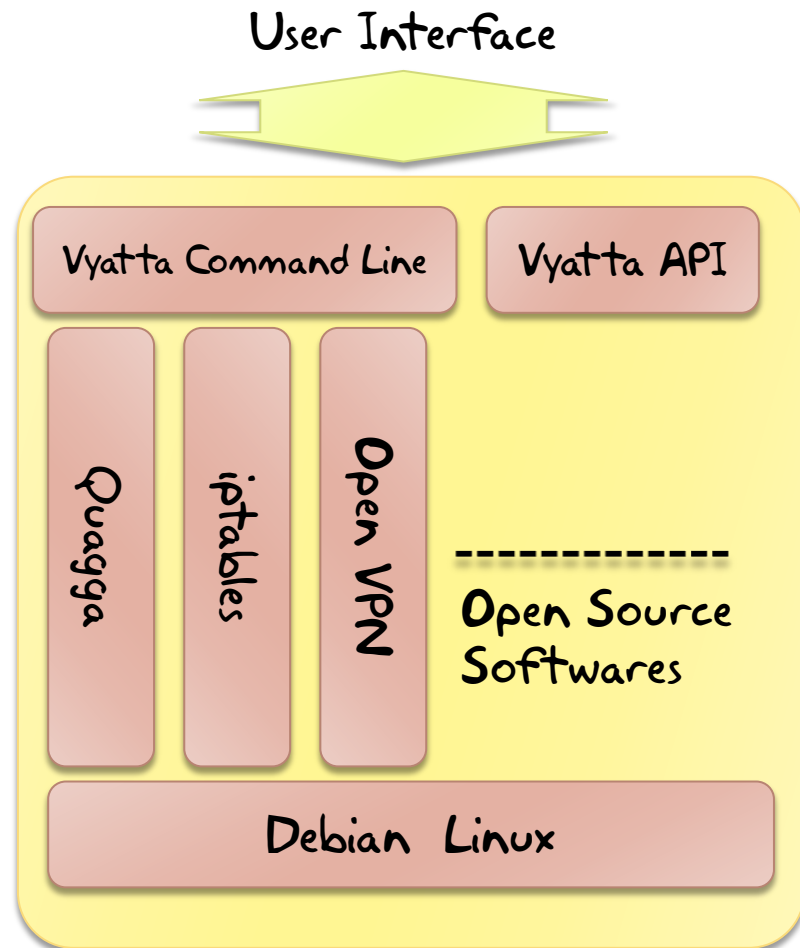 User Interface
Vyatta Command Line
Vyatta API
Quagga
iptables
Open VPN
-------------
Open Source
Softwares
Debian Linux